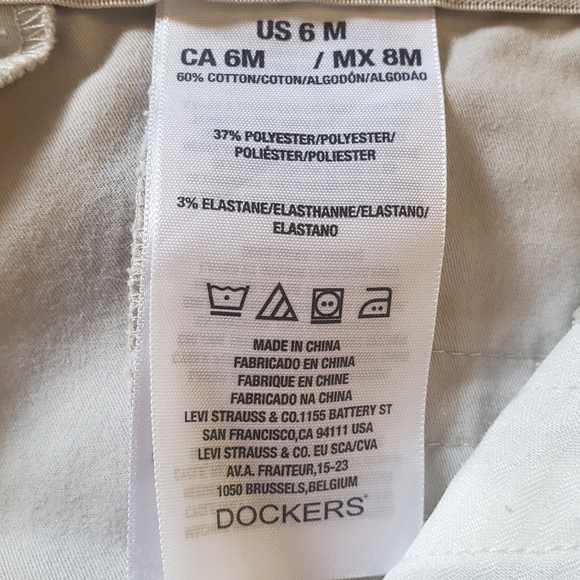 US 6 M
CA 6M / MX 8M
60% COTTON/COTON/ALGODÓN/ALGODÃO
37% POLYESTER/POLYESTER/
POLIÉSTER/POLIESTER
3% ELASTANE/ELASTHANNE/ELASTANO/
ELASTANO
MADE IN CHINA
FABRICADO EN CHINA
FABRIQUE EN CHINE
FABRICADO NA CHINA
LEVI STRAUSS & CO.1155 BATTERY ST
SAN FRANCISCO,CA 94111 USA
LEVI STRAUSS & CO. EU SCA/CVA
AV.A. FRAITEUR,15-23
1050 BRUSSELS,BELGIUM
DOCKERS®